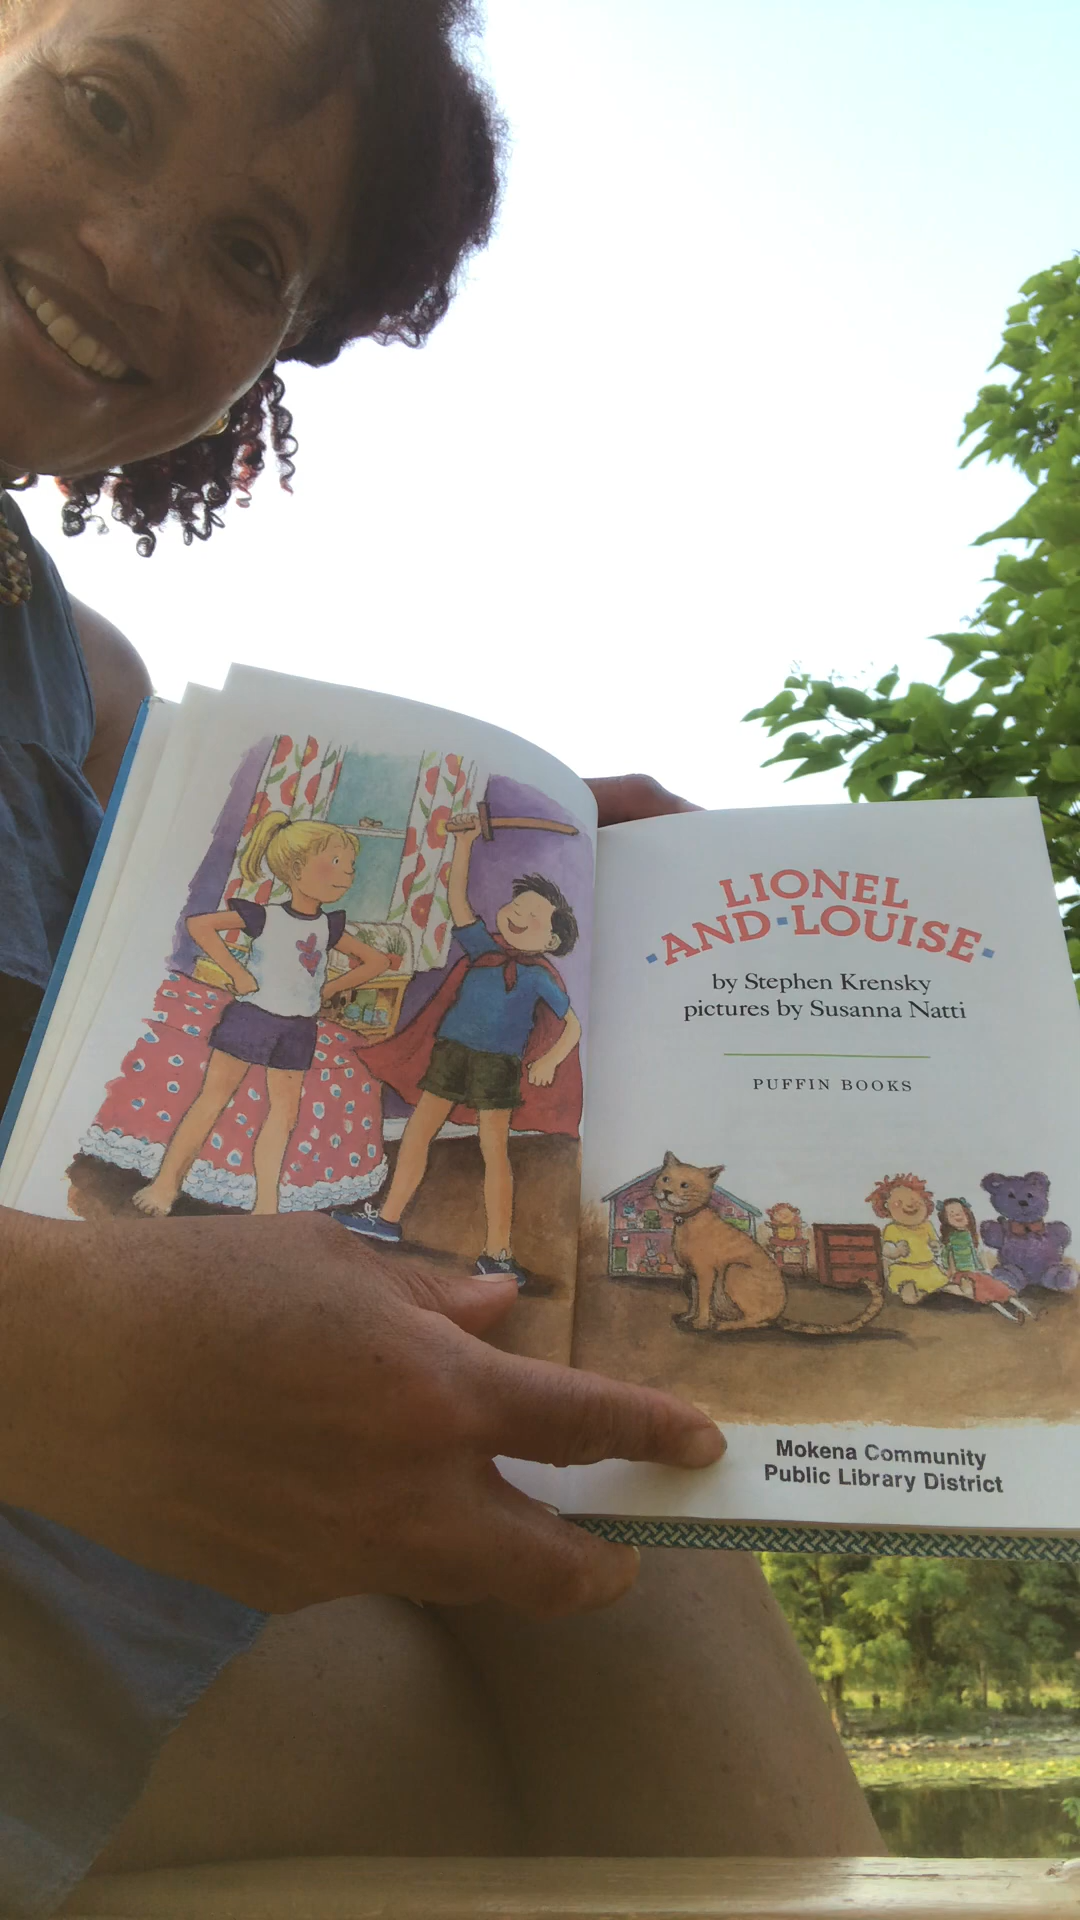 LIONEL
·AND·LOUISE·
by Stephen Krensky
pictures by Susanna Natti
PUFFIN BOOKS
Mokena Community
Public Library District